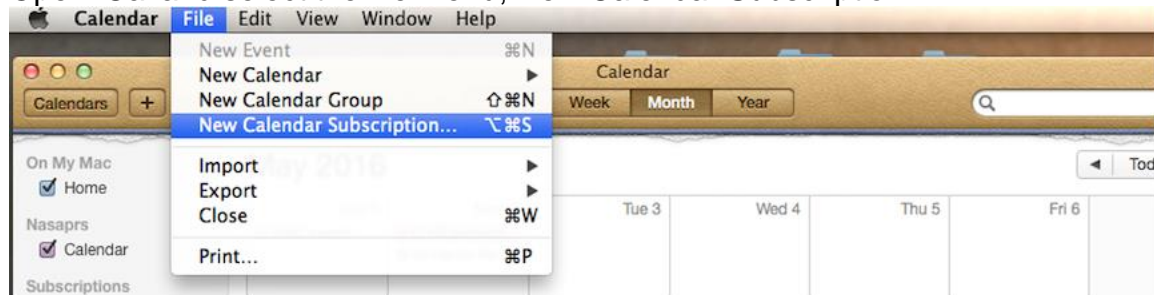 Calendar File Edit View Window Help
New Event ⌘N
New Calendar ▶
New Calendar Group ⇧⌘N
New Calendar Subscription... ⌥⌘S
Import ▶
Export ▶
Close ⌘W
Print... ⌘P
Calendar
Calendars + Week Month Year
On My Mac
Home
Nasaprs
Calendar
Subscriptions
May 2016
◀ Tod
Tue 3 Wed 4 Thu 5 Fri 6